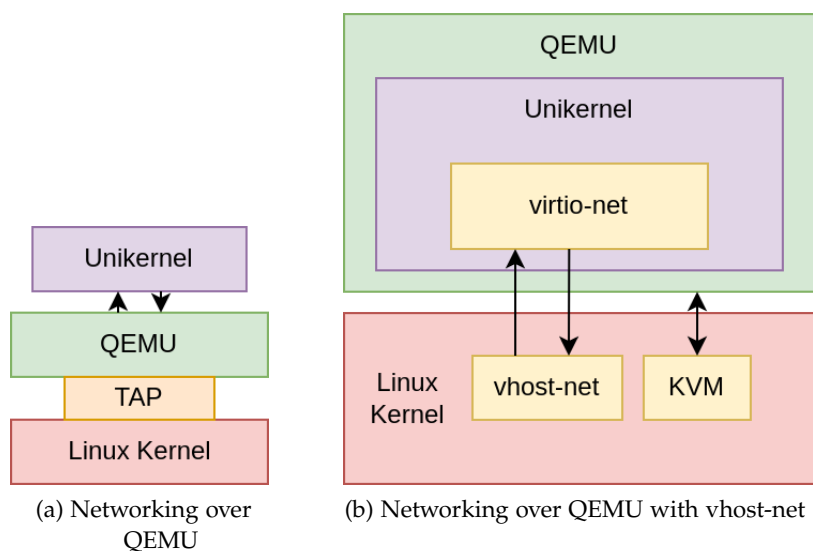 Unikernel
QEMU
TAP
Linux Kernel
(a) Networking over
QEMU
QEMU
Unikernel
virtio-net
Linux
Kernel
vhost-net
KVM
(b) Networking over QEMU with vhost-net